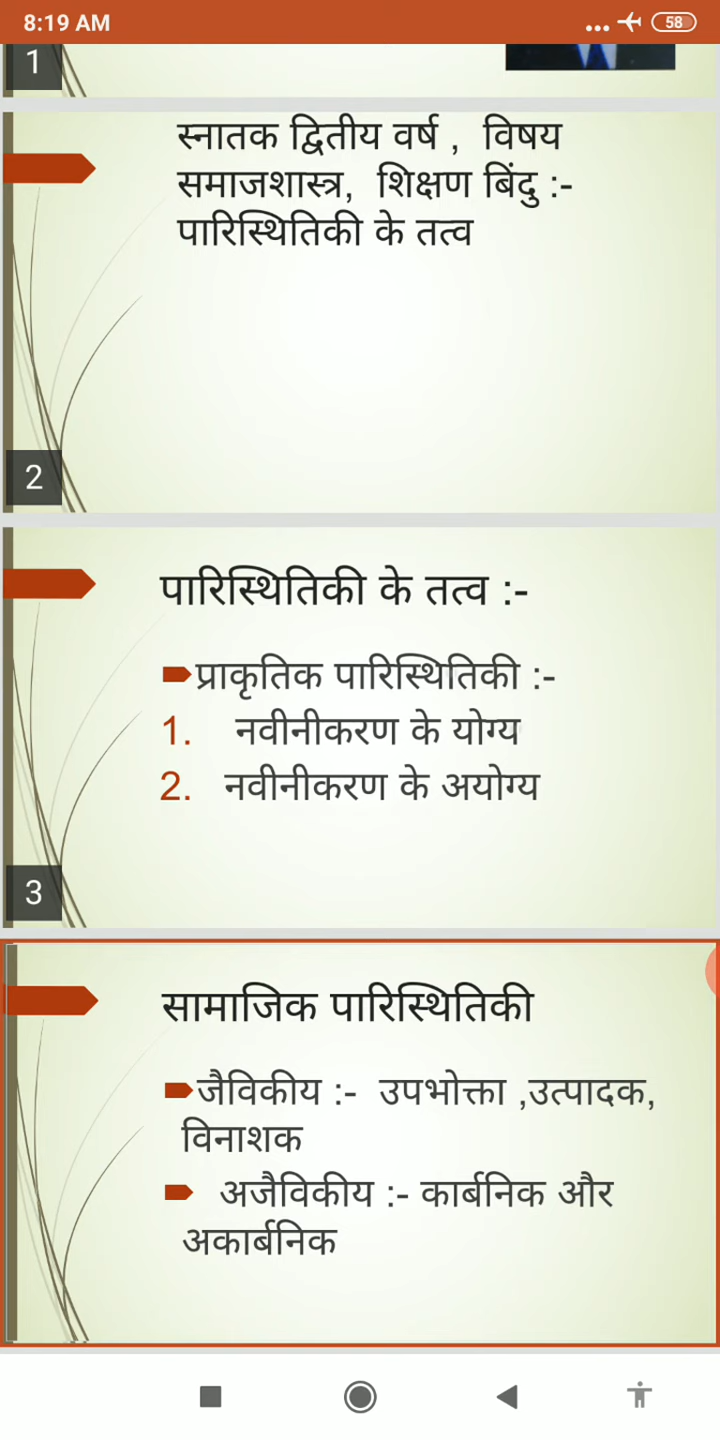 8:19 AM
58
1
स्नातक द्वितीय वर्ष , विषय
समाजशास्त्र, शिक्षण बिंदु :-
पारिस्थितिकी के तत्व
2
पारिस्थितिकी के तत्व :-
प्राकृतिक पारिस्थितिकी :-
1. नवीनीकरण के योग्य
2. नवीनीकरण के अयोग्य
3
सामाजिक पारिस्थितिकी
जैविकीय :- उपभोक्ता ,उत्पादक,
विनाशक
अजैविकीय :- कार्बनिक और
अकार्बनिक